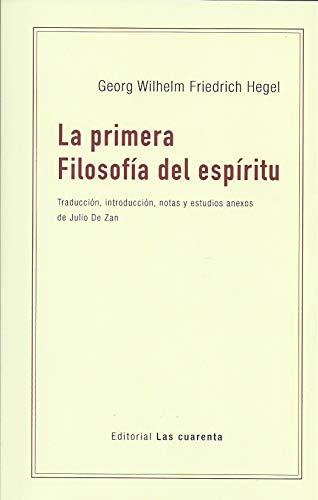 Georg Wilhelm Friedrich Hegel
La primera
Filosofía del espíritu
Traducción, introducción, notas y estudios anexos
de Julio De Zan
Editorial Las cuarenta